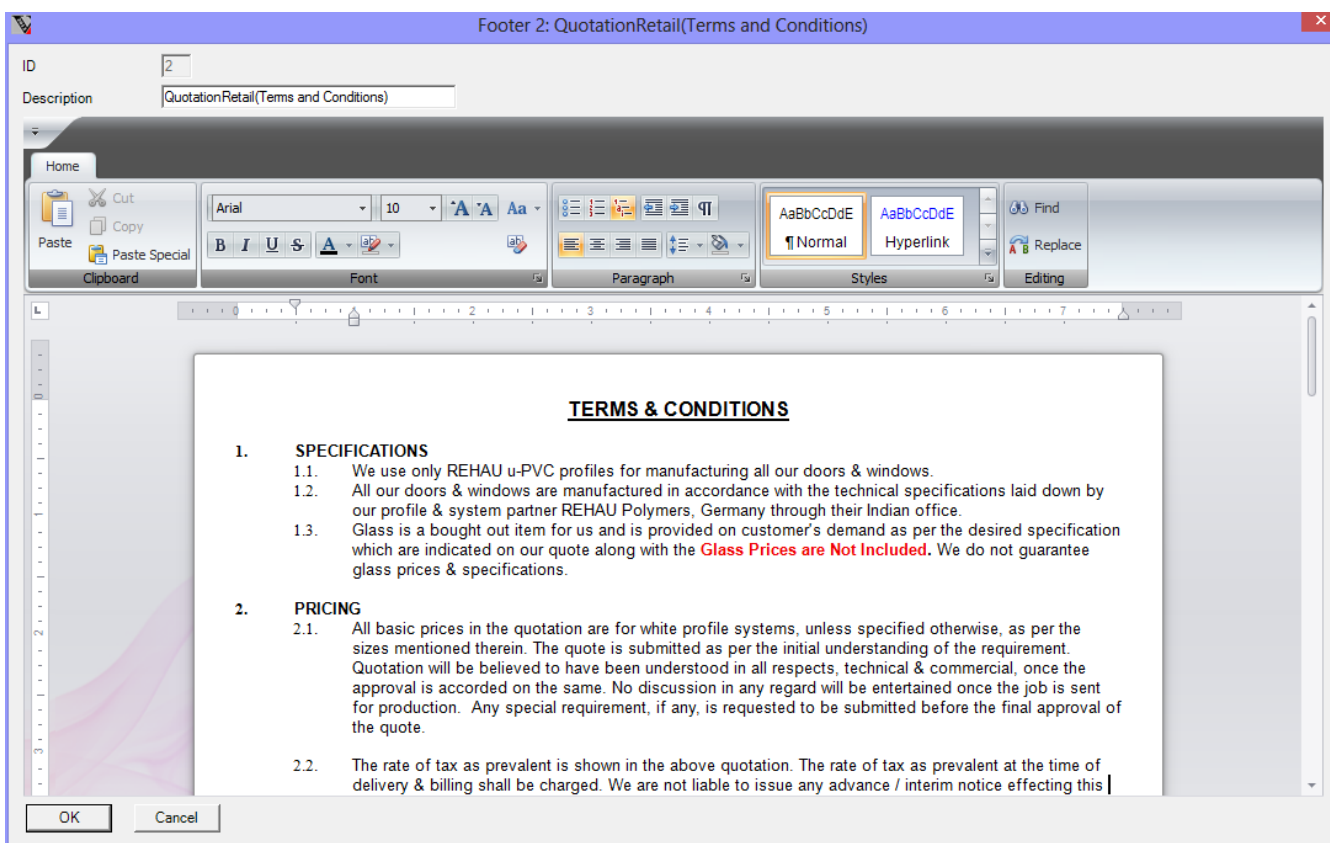 Footer 2: QuotationRetail(Terms and Conditions)
ID 2
Description QuotationRetail(Terms and Conditions)
Home
Cut
Copy
Paste
Paste Special
Clipboard
Arial 10 A A Aa
B I U S A ab
Font
Paragraph
AaBbCcDdE AaBbCcDdE
¶ Normal Hyperlink
Styles
Find
Replace
Editing
L 0 1 2 3 4 5 6 7
0
1
2
3
TERMS & CONDITIONS
1. SPECIFICATIONS
1.1. We use only REHAU u-PVC profiles for manufacturing all our doors & windows.
1.2. All our doors & windows are manufactured in accordance with the technical specifications laid down by
our profile & system partner REHAU Polymers, Germany through their Indian office.
1.3. Glass is a bought out item for us and is provided on customer's demand as per the desired specification
which are indicated on our quote along with the Glass Prices are Not Included. We do not guarantee
glass prices & specifications.
2. PRICING
2.1. All basic prices in the quotation are for white profile systems, unless specified otherwise, as per the
sizes mentioned therein. The quote is submitted as per the initial understanding of the requirement.
Quotation will be believed to have been understood in all respects, technical & commercial, once the
approval is accorded on the same. No discussion in any regard will be entertained once the job is sent
for production. Any special requirement, if any, is requested to be submitted before the final approval of
the quote.
2.2. The rate of tax as prevalent is shown in the above quotation. The rate of tax as prevalent at the time of
delivery & billing shall be charged. We are not liable to issue any advance / interim notice effecting this
OK Cancel